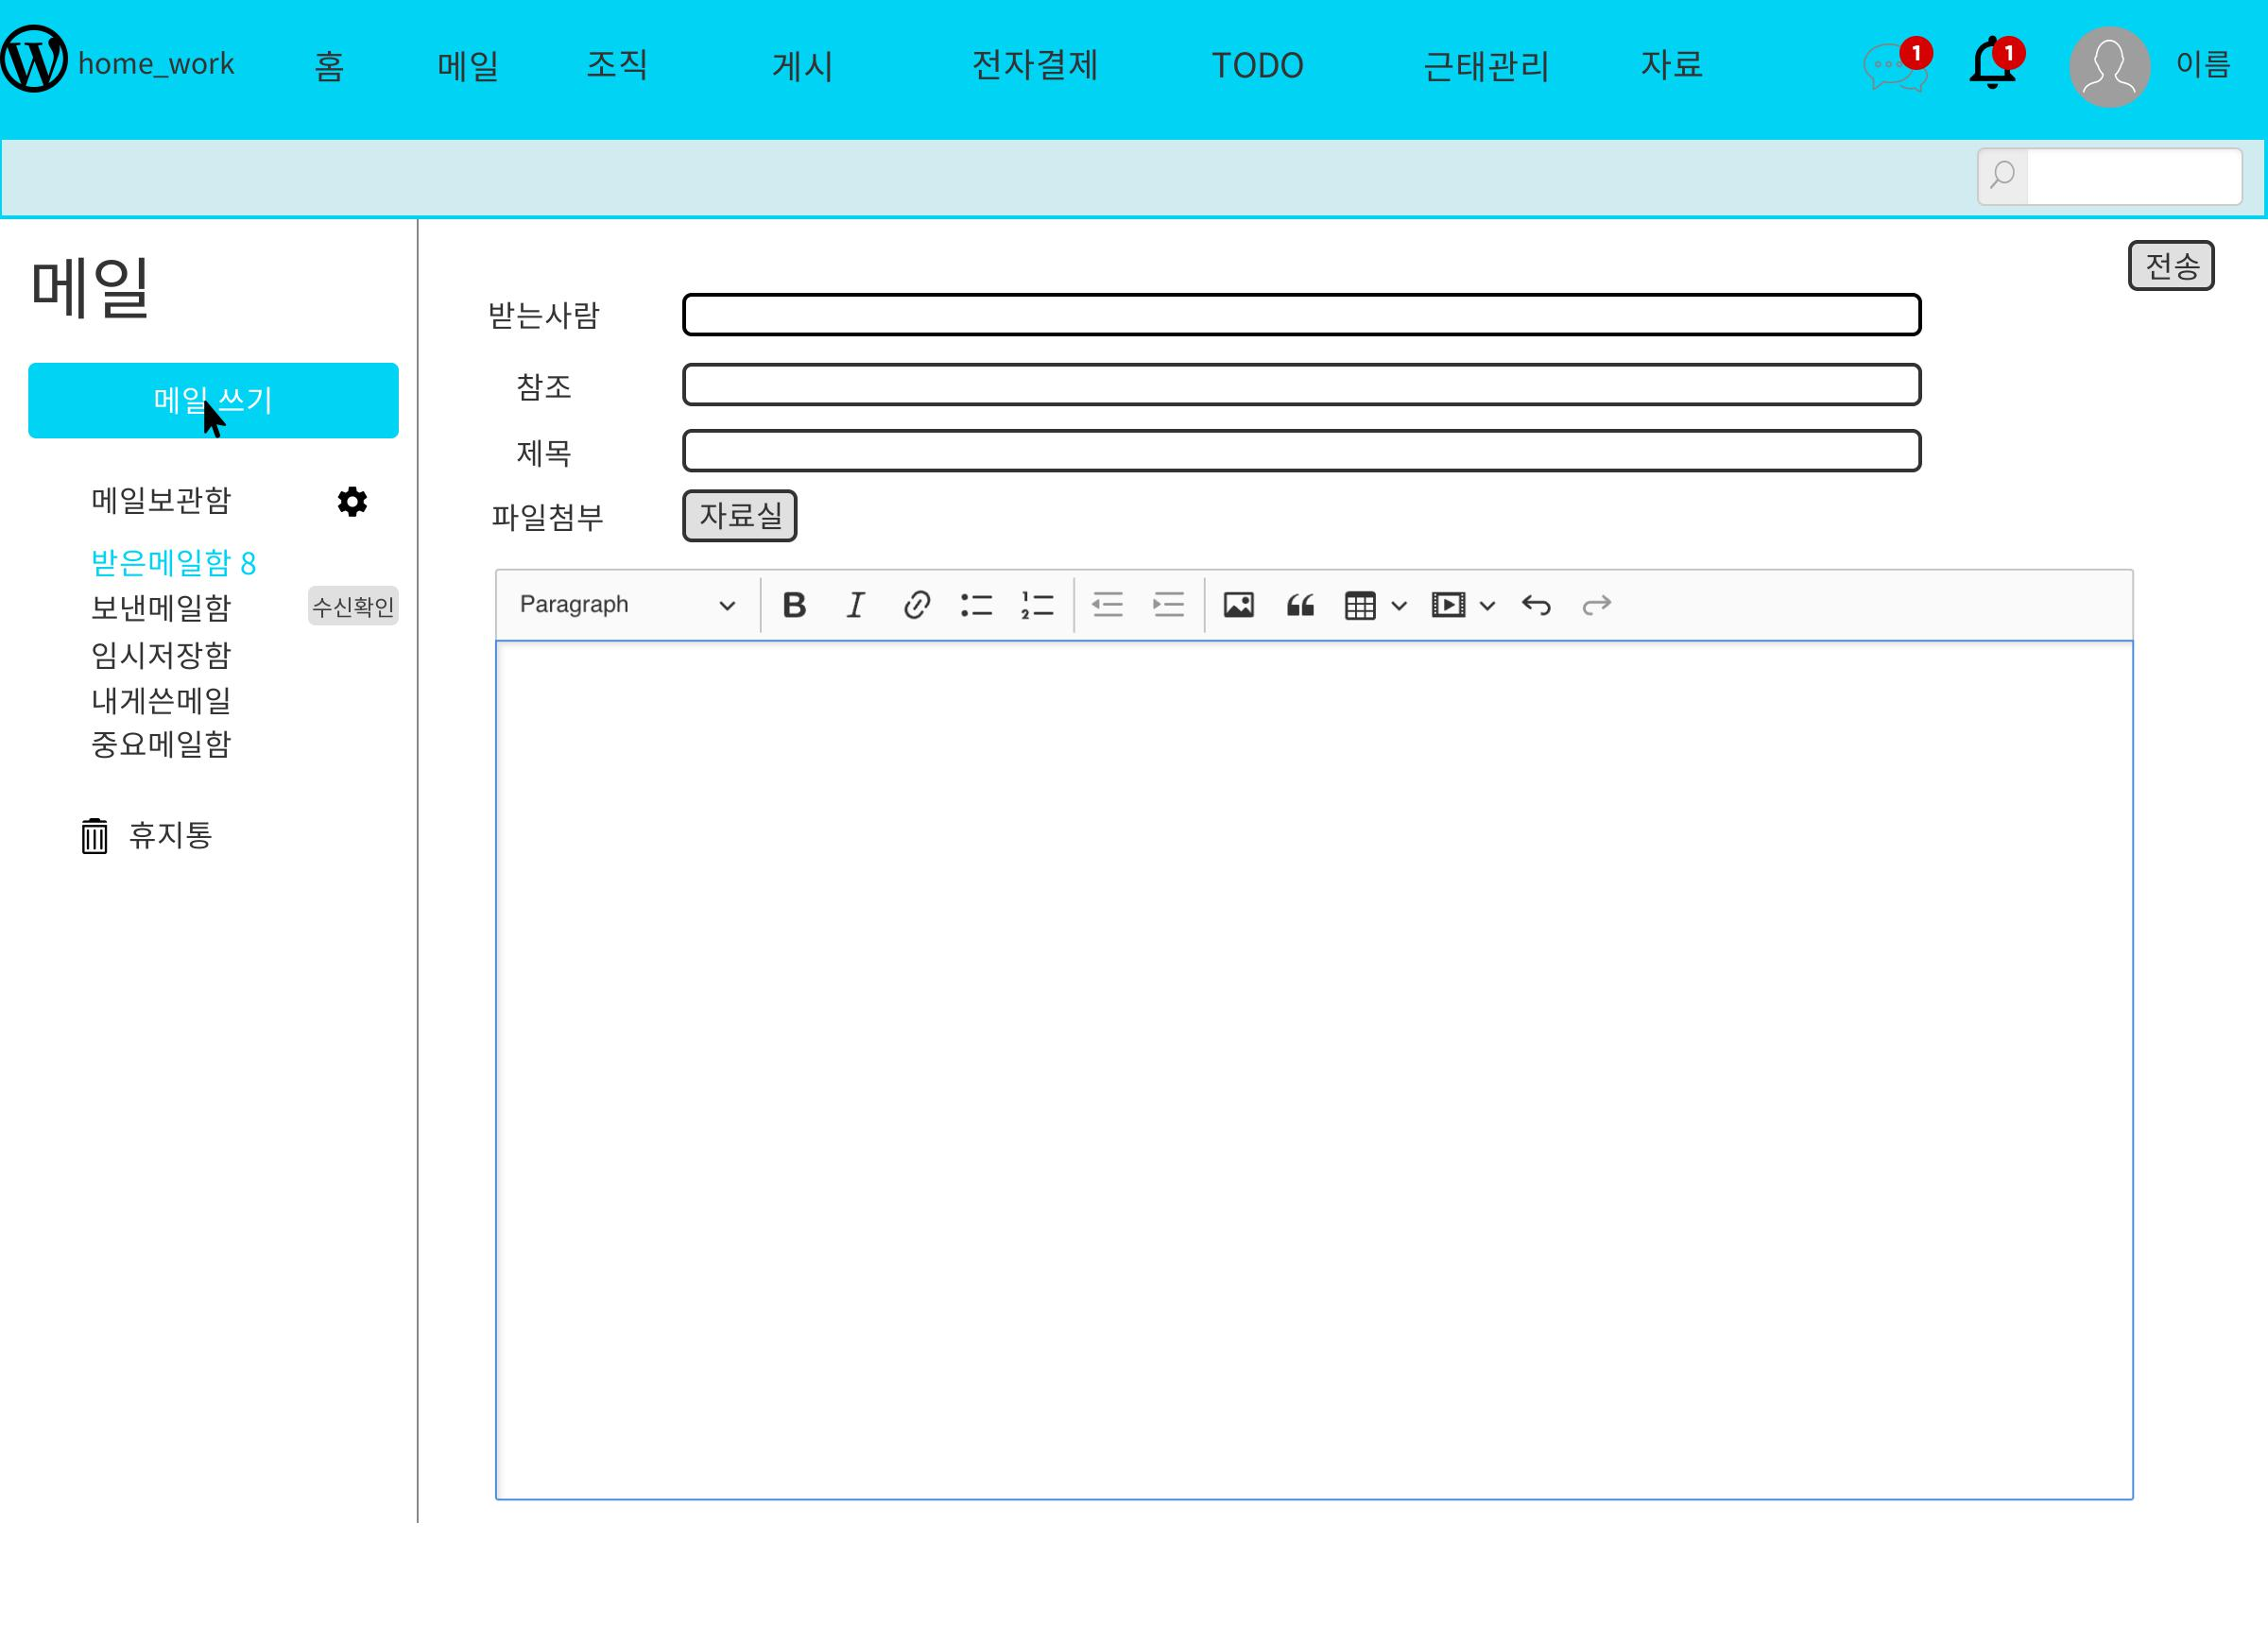 home_work 홈 메일 조직 게시 전자결제 TODO 근태관리 자료 1 1 이름
메일
전송
받는사람
메일 쓰기
참조
제목
메일보관함
파일첨부 자료실
받은메일함 8
보낸메일함 수신확인
Paragraph
임시저장함
내게쓴메일
중요메일함
휴지통